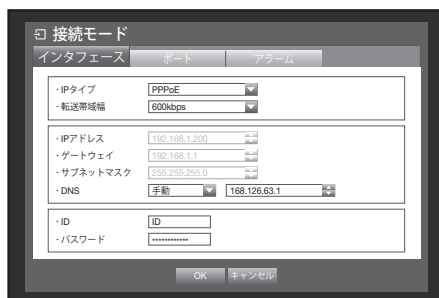 接続モード
インタフェース ポート アラーム
・IPタイプ PPPoE
・転送帯域幅 600kbps
・IPアドレス 192.168.1.200
・ゲートウェイ 192.168.1.1
・サブネットマスク 255.255.255.0
・DNS 手動 168.126.63.1
・ID ID
・パスワード ************
OK キャンセル